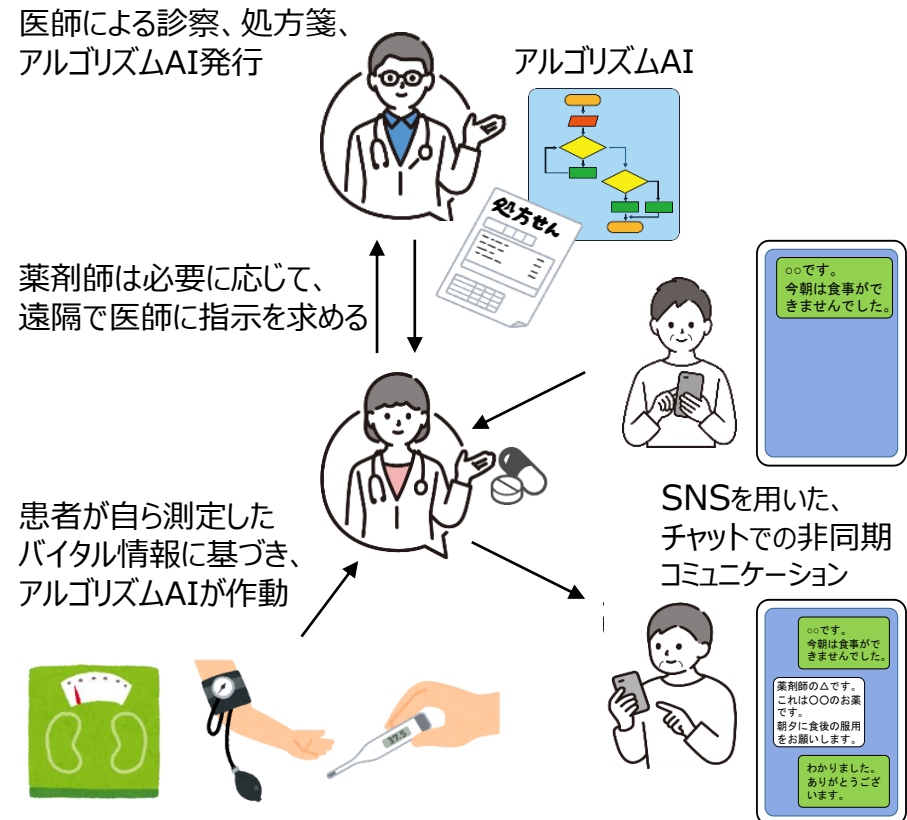 医師による診察、処方箋、
アルゴリズムAI発行
アルゴリズムAI
処方せん
薬剤師は必要に応じて、
遠隔で医師に指示を求める
○○です。
今朝は食事がで
きませんでした。
患者が自ら測定した
バイタル情報に基づき、
アルゴリズムAIが作動
37.5
SNSを用いた、
チャットでの非同期
コミュニケーション
○○です。
今朝は食事がで
きませんでした。
薬剤師の△です。
これは〇〇のお薬
です。
朝夕に食後の服用
をお願いします。
わかりました。
ありがとうござ
います。